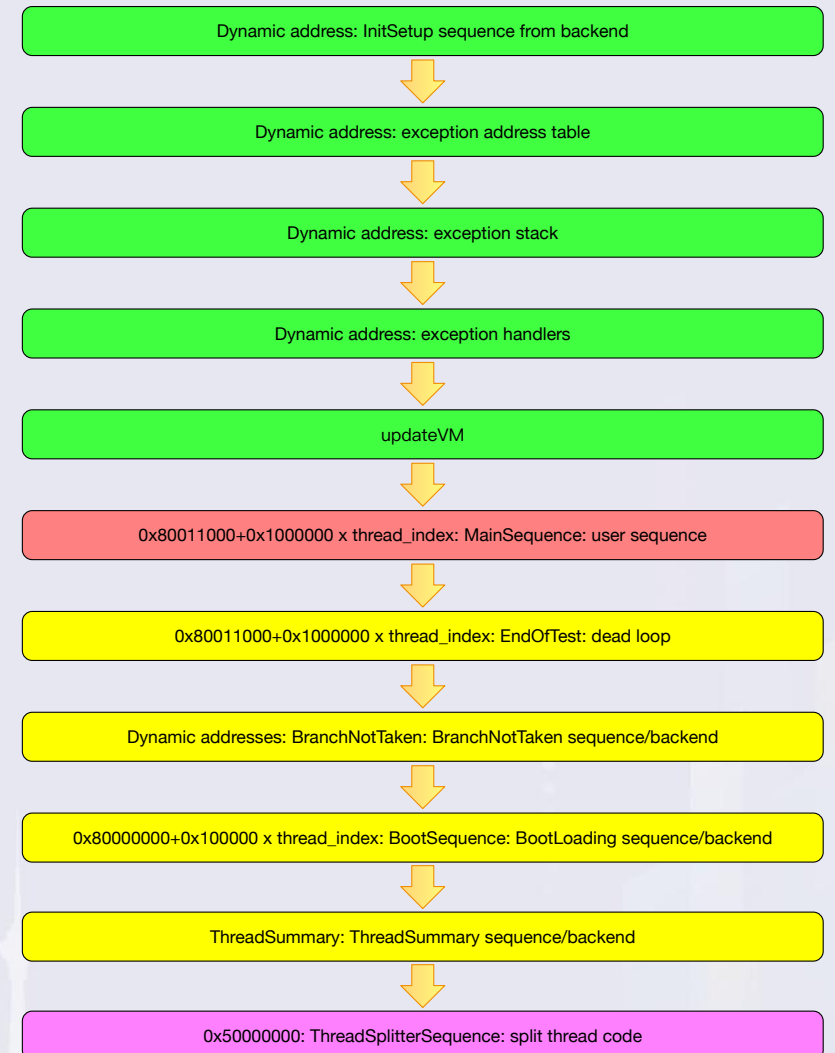 Dynamic address: InitSetup sequence from backend
Dynamic address: exception address table
Dynamic address: exception stack
Dynamic address: exception handlers
updateVM
0x80011000+0x1000000 x thread_index: MainSequence: user sequence
0x80011000+0x1000000 x thread_index: EndOfTest: dead loop
Dynamic addresses: BranchNotTaken: BranchNotTaken sequence/backend
0x80000000+0x100000 x thread_index: BootSequence: BootLoading sequence/backend
ThreadSummary: ThreadSummary sequence/backend
0x50000000: ThreadSplitterSequence: split thread code